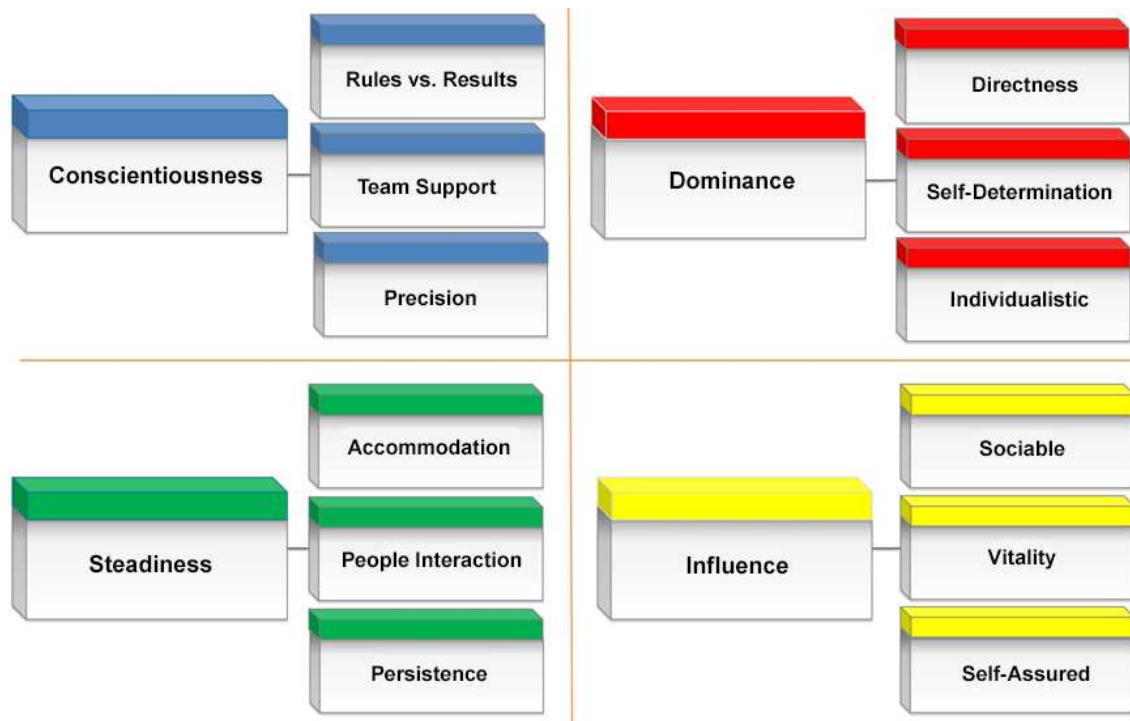 Conscientiousness
Rules vs. Results
Team Support
Precision
Dominance
Directness
Self-Determination
Individualistic
Steadiness
Accommodation
People Interaction
Persistence
Influence
Sociable
Vitality
Self-Assured